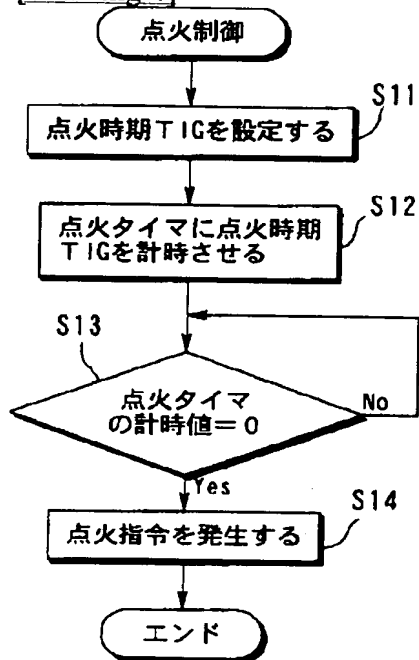 点火制御
S11
点火時期TIGを設定する
S12
点火タイマに点火時期
TIGを計時させる
S13
点火タイマ
の計時値=0
No
Yes
S14
点火指令を発生する
エンド